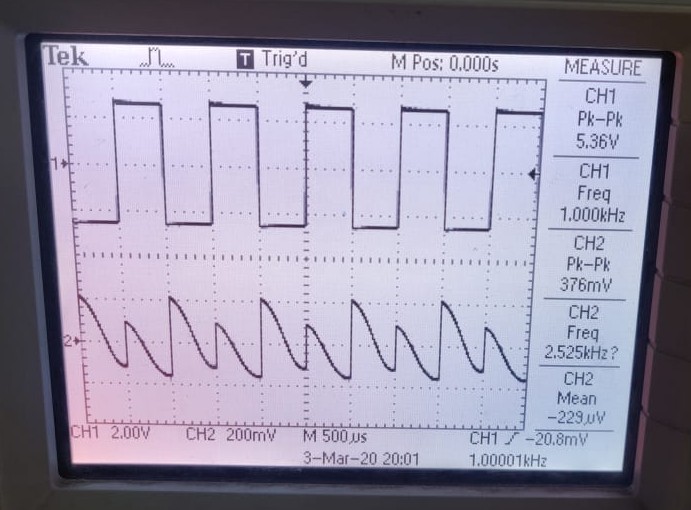 Tek T Trig'd M Pos: 0.000s MEASURE
CH1
Pk-Pk
5.36V
CH1
Freq
1.000kHz
CH2
Pk-Pk
376mV
CH2
Freq
2.525kHz?
CH2
Mean
-229µV
1
2
CH1 2.00V CH2 200mV M 500µs CH1 -20.8mV
3-Mar-20 20:01 1.00001kHz